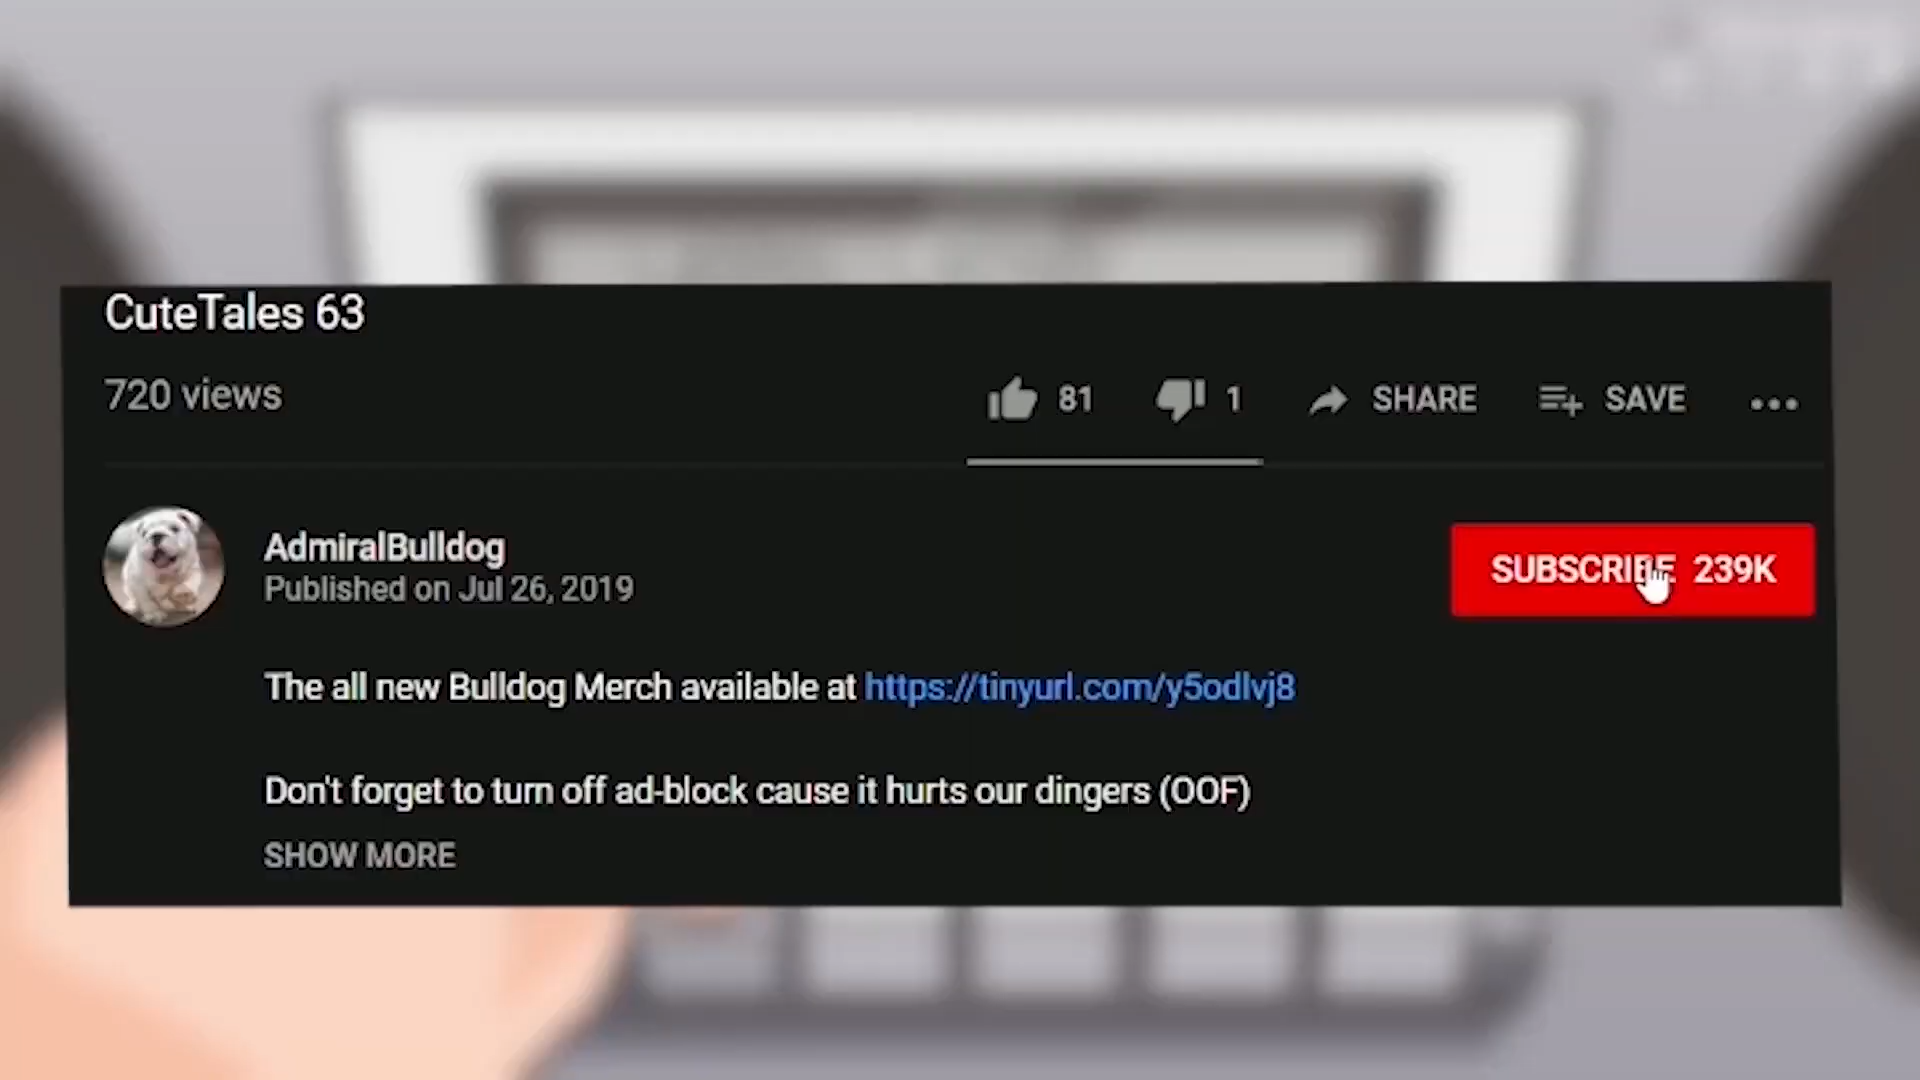 CuteTales 63
720 views
81 1 SHARE SAVE
AdmiralBulldog
Published on Jul 26, 2019
SUBSCRIBE 239K
The all new Bulldog Merch available at https://tinyurl.com/y5odlvj8
Don't forget to turn off ad-block cause it hurts our dingers (OOF)
SHOW MORE